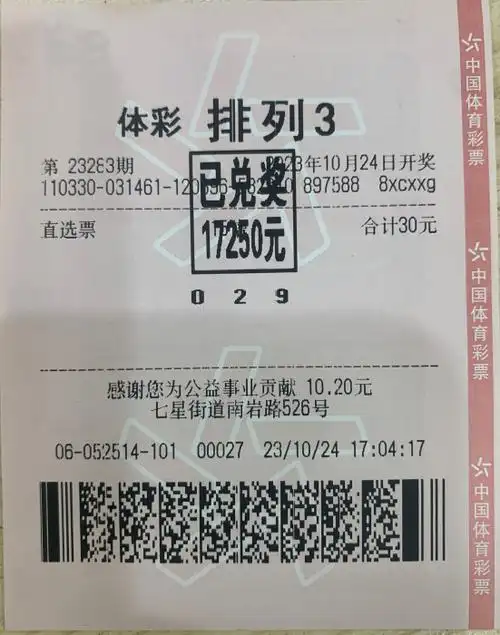 体彩 排列3
第 23283期 2023年10月24日开奖
110330-031461-120 897588 8xcxxg
已兑奖
直选票 合计30元
17250元
0 2 9
感谢您为公益事业贡献 10.20元
七星街道南岩路526号
06-052514-101 00027 23/10/24 17:04:17
中国体育彩票
中国体育彩票
中国体育彩票